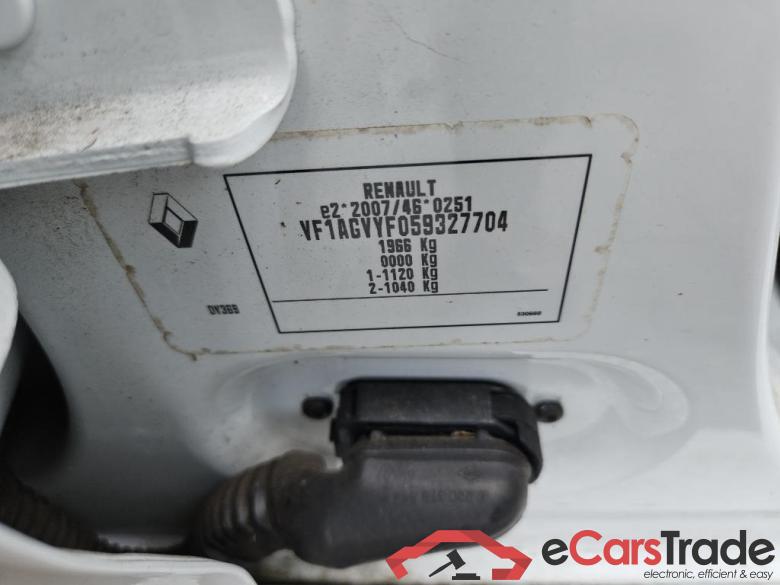 RENAULT
e2*2007/46*0251
VF1AGVYF059327704
1966 Kg
0000 Kg
1-1120 Kg
2-1040 Kg
DY369
eCarsTrade
electronic, efficient & easy